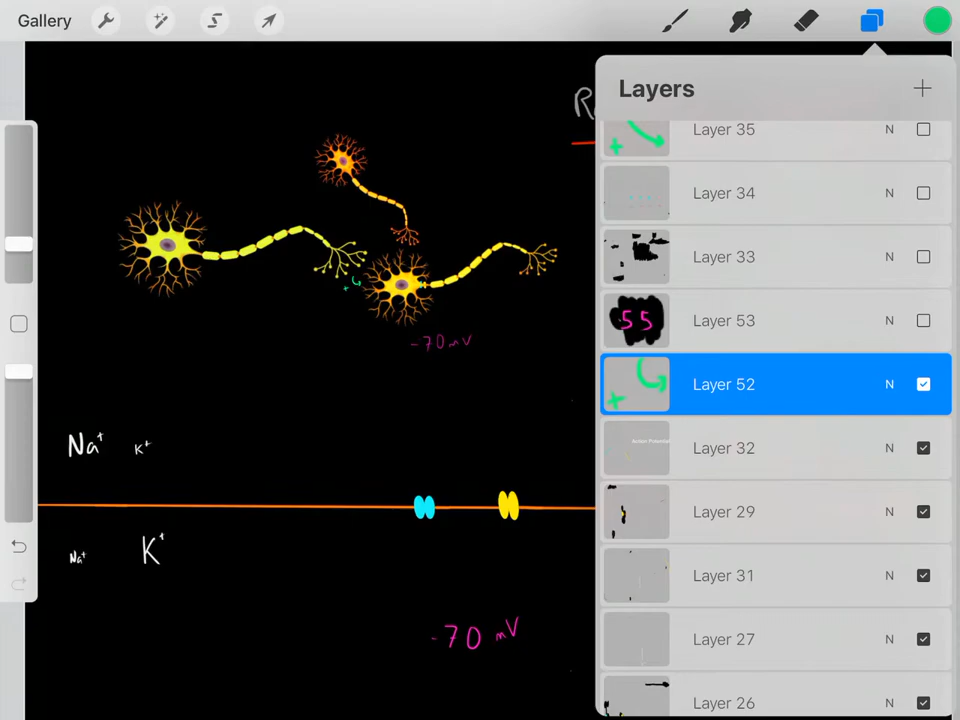 Gallery
Layers
Layer 35 N
Layer 34 N
Layer 33 N
55
Layer 53 N
+
Layer 52 N
Layer 32 N
Layer 29 N
Layer 31 N
Layer 27 N
Layer 26 N
+
-70 mV
Na+ K+
Na+ K+
-70 mV